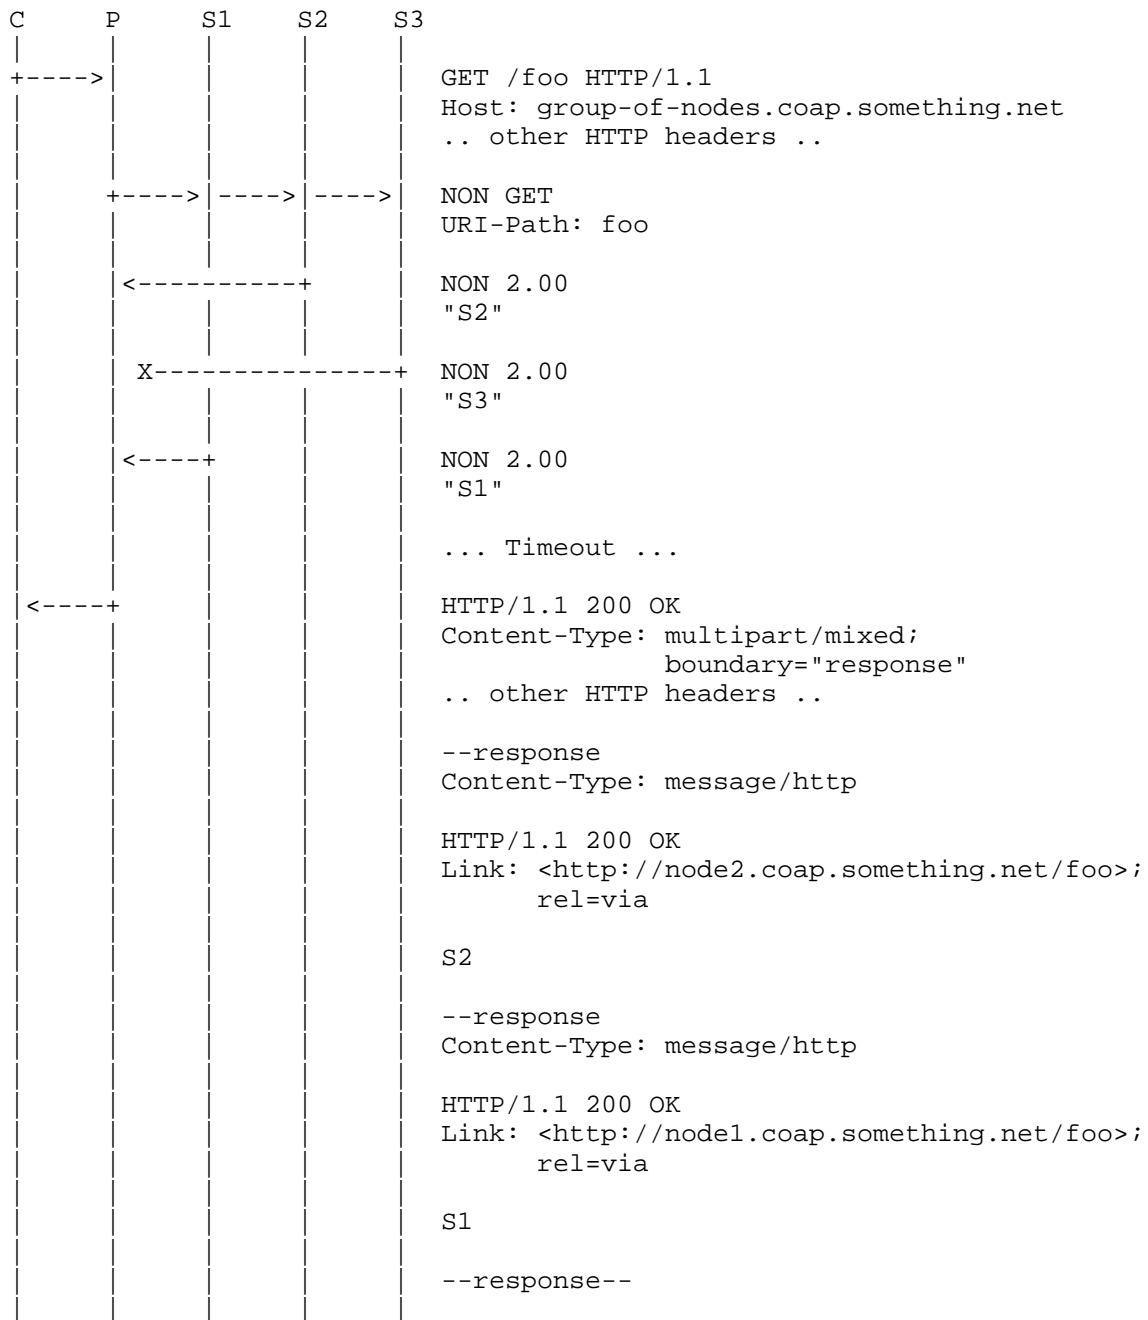 C P S1 S2 S3
GET /foo HTTP/1.1
Host: group-of-nodes.coap.something.net
.. other HTTP headers ..
NON GET
URI-Path: foo
NON 2.00
"S2"
X NON 2.00
"S3"
NON 2.00
"S1"
... Timeout ...
HTTP/1.1 200 OK
Content-Type: multipart/mixed;
boundary="response"
.. other HTTP headers ..
--response
Content-Type: message/http
HTTP/1.1 200 OK
Link: <http://node2.coap.something.net/foo>;
rel=via
S2
--response
Content-Type: message/http
HTTP/1.1 200 OK
Link: <http://node1.coap.something.net/foo>;
rel=via
S1
--response--